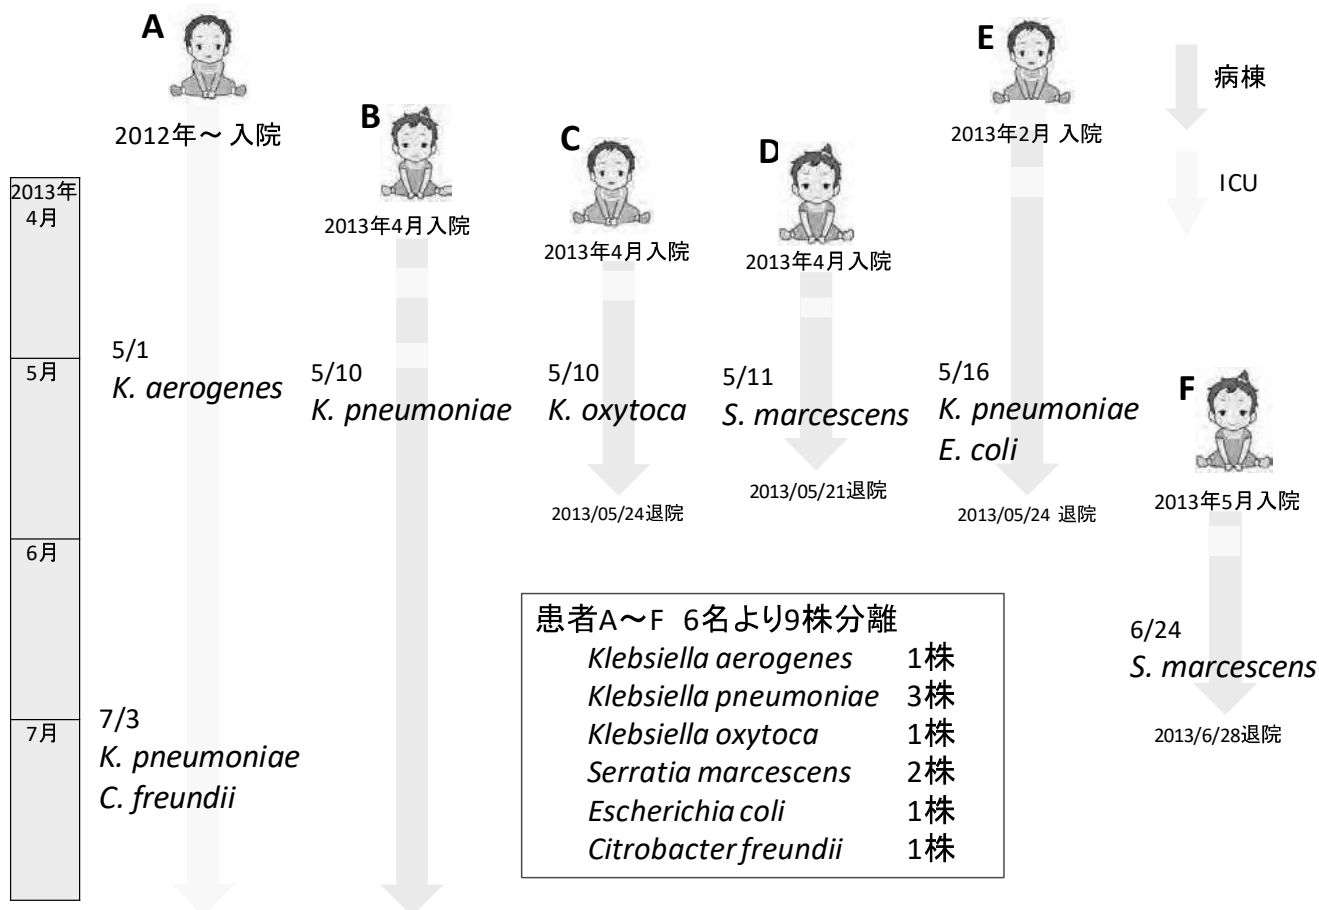 A
2012年～ 入院
B
2013年4月入院
C
2013年4月入院
D
2013年4月入院
E
2013年2月 入院
病棟
ICU
2013年
4月
5月
6月
7月
5/1
K. aerogenes
5/10
K. pneumoniae
5/10
K. oxytoca
5/11
S. marcescens
5/16
K. pneumoniae
E. coli
F
2013年5月入院
2013/05/24退院
2013/05/21退院
2013/05/24 退院
6/24
S. marcescens
2013/6/28退院
7/3
K. pneumoniae
C. freundii
患者A～F 6名より9株分離
Klebsiella aerogenes 1株
Klebsiella pneumoniae 3株
Klebsiella oxytoca 1株
Serratia marcescens 2株
Escherichia coli 1株
Citrobacter freundii 1株